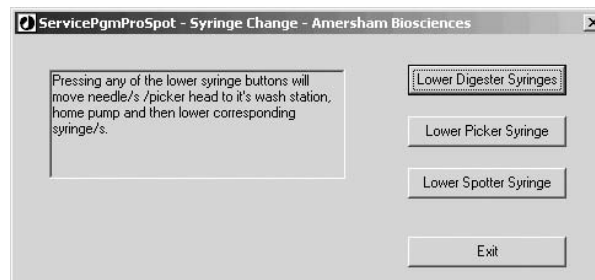 ServicePgmProSpot - Syringe Change - Amersham Biosciences
Pressing any of the lower syringe buttons will
move needle/s /picker head to it's wash station,
home pump and then lower corresponding
syringe/s.
Lower Digester Syringes
Lower Picker Syringe
Lower Spotter Syringe
Exit